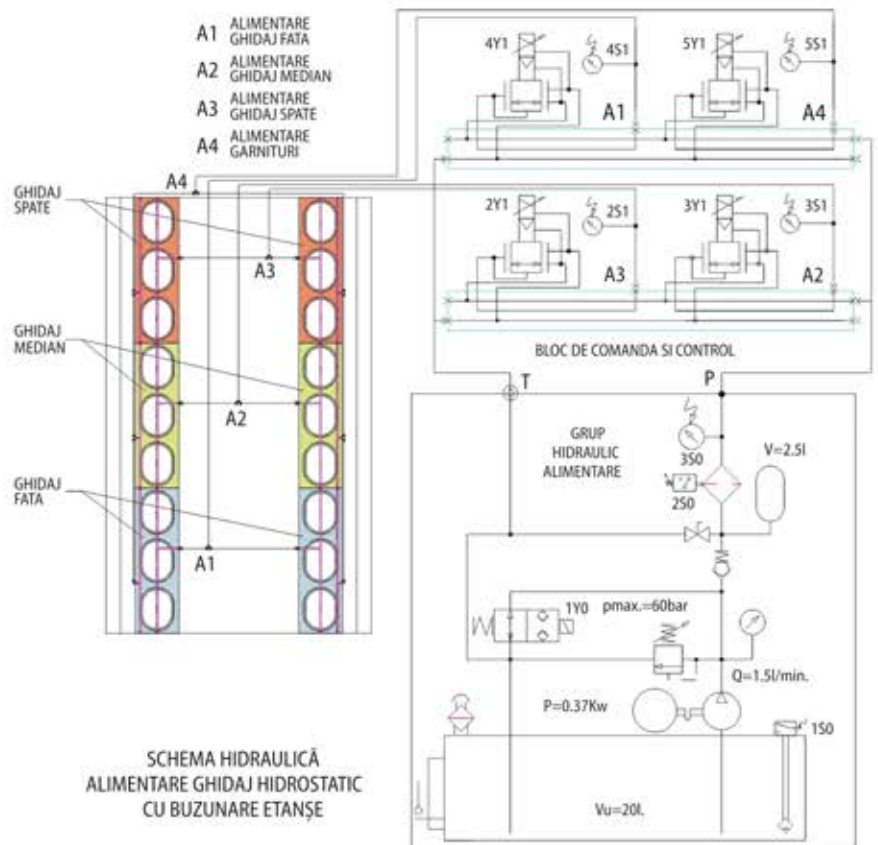 A1 ALIMENTARE
GHIDAJ FATA
A2 ALIMENTARE
GHIDAJ MEDIAN
A3 ALIMENTARE
GHIDAJ SPATE
A4 ALIMENTARE
GARNITURI
4Y1
4S1
5Y1
5S1
A1
A4
2Y1
2S1
3Y1
3S1
A3
A2
BLOC DE COMANDA SI CONTROL
A4
GHIDAJ
SPATE
A3
GHIDAJ
MEDIAN
A2
GHIDAJ
FATA
A1
T
P
GRUP
HIDRAULIC
ALIMENTARE
3S0
V=2.5l
2S0
1Y0
pmax.=60bar
Q=1.5l/min.
P=0.37Kw
1S0
Vu=20l.
SCHEMA HIDRAULICĂ
ALIMENTARE GHIDAJ HIDROSTATIC
CU BUZUNARE ETANȘE